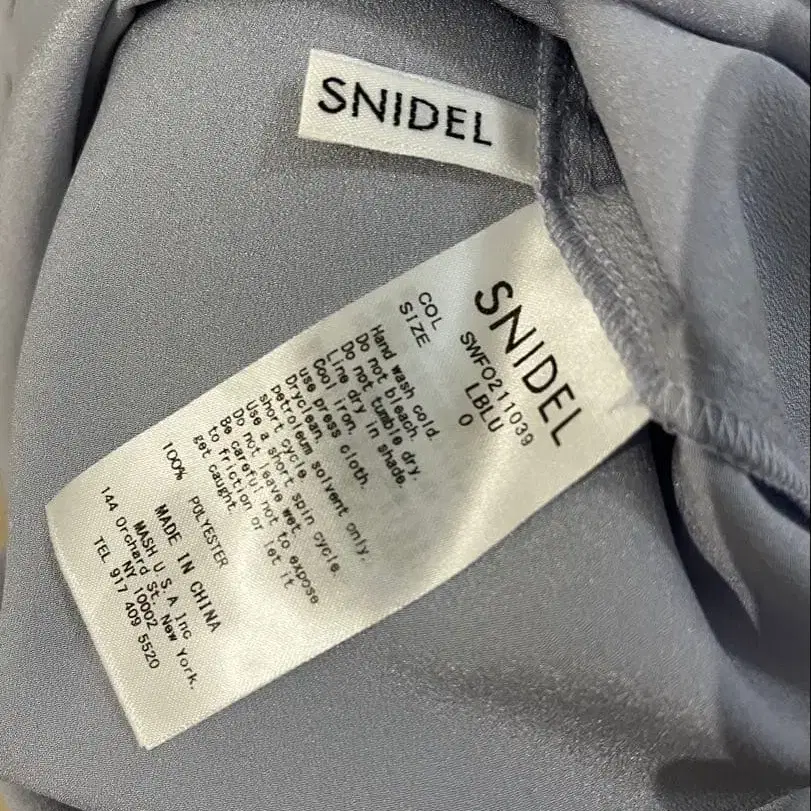 SNIDEL
SNIDEL
SWFO211039
COL LBLU
SIZE 0
Hand wash cold.
Do not bleach.
Do not tumble dry.
Line dry in shade.
Cool iron.
use press cloth.
Dryclean.
petroleum solvent only.
short cycle
Use a short spin cycle.
Do not leave wet.
Be careful not to expose
to friction or let it
get caught.
100% POLYESTER
MADE IN CHINA
MASH U.S.A Inc
144 Orchard St. New York.
NY 10002
TEL 917 409 5520